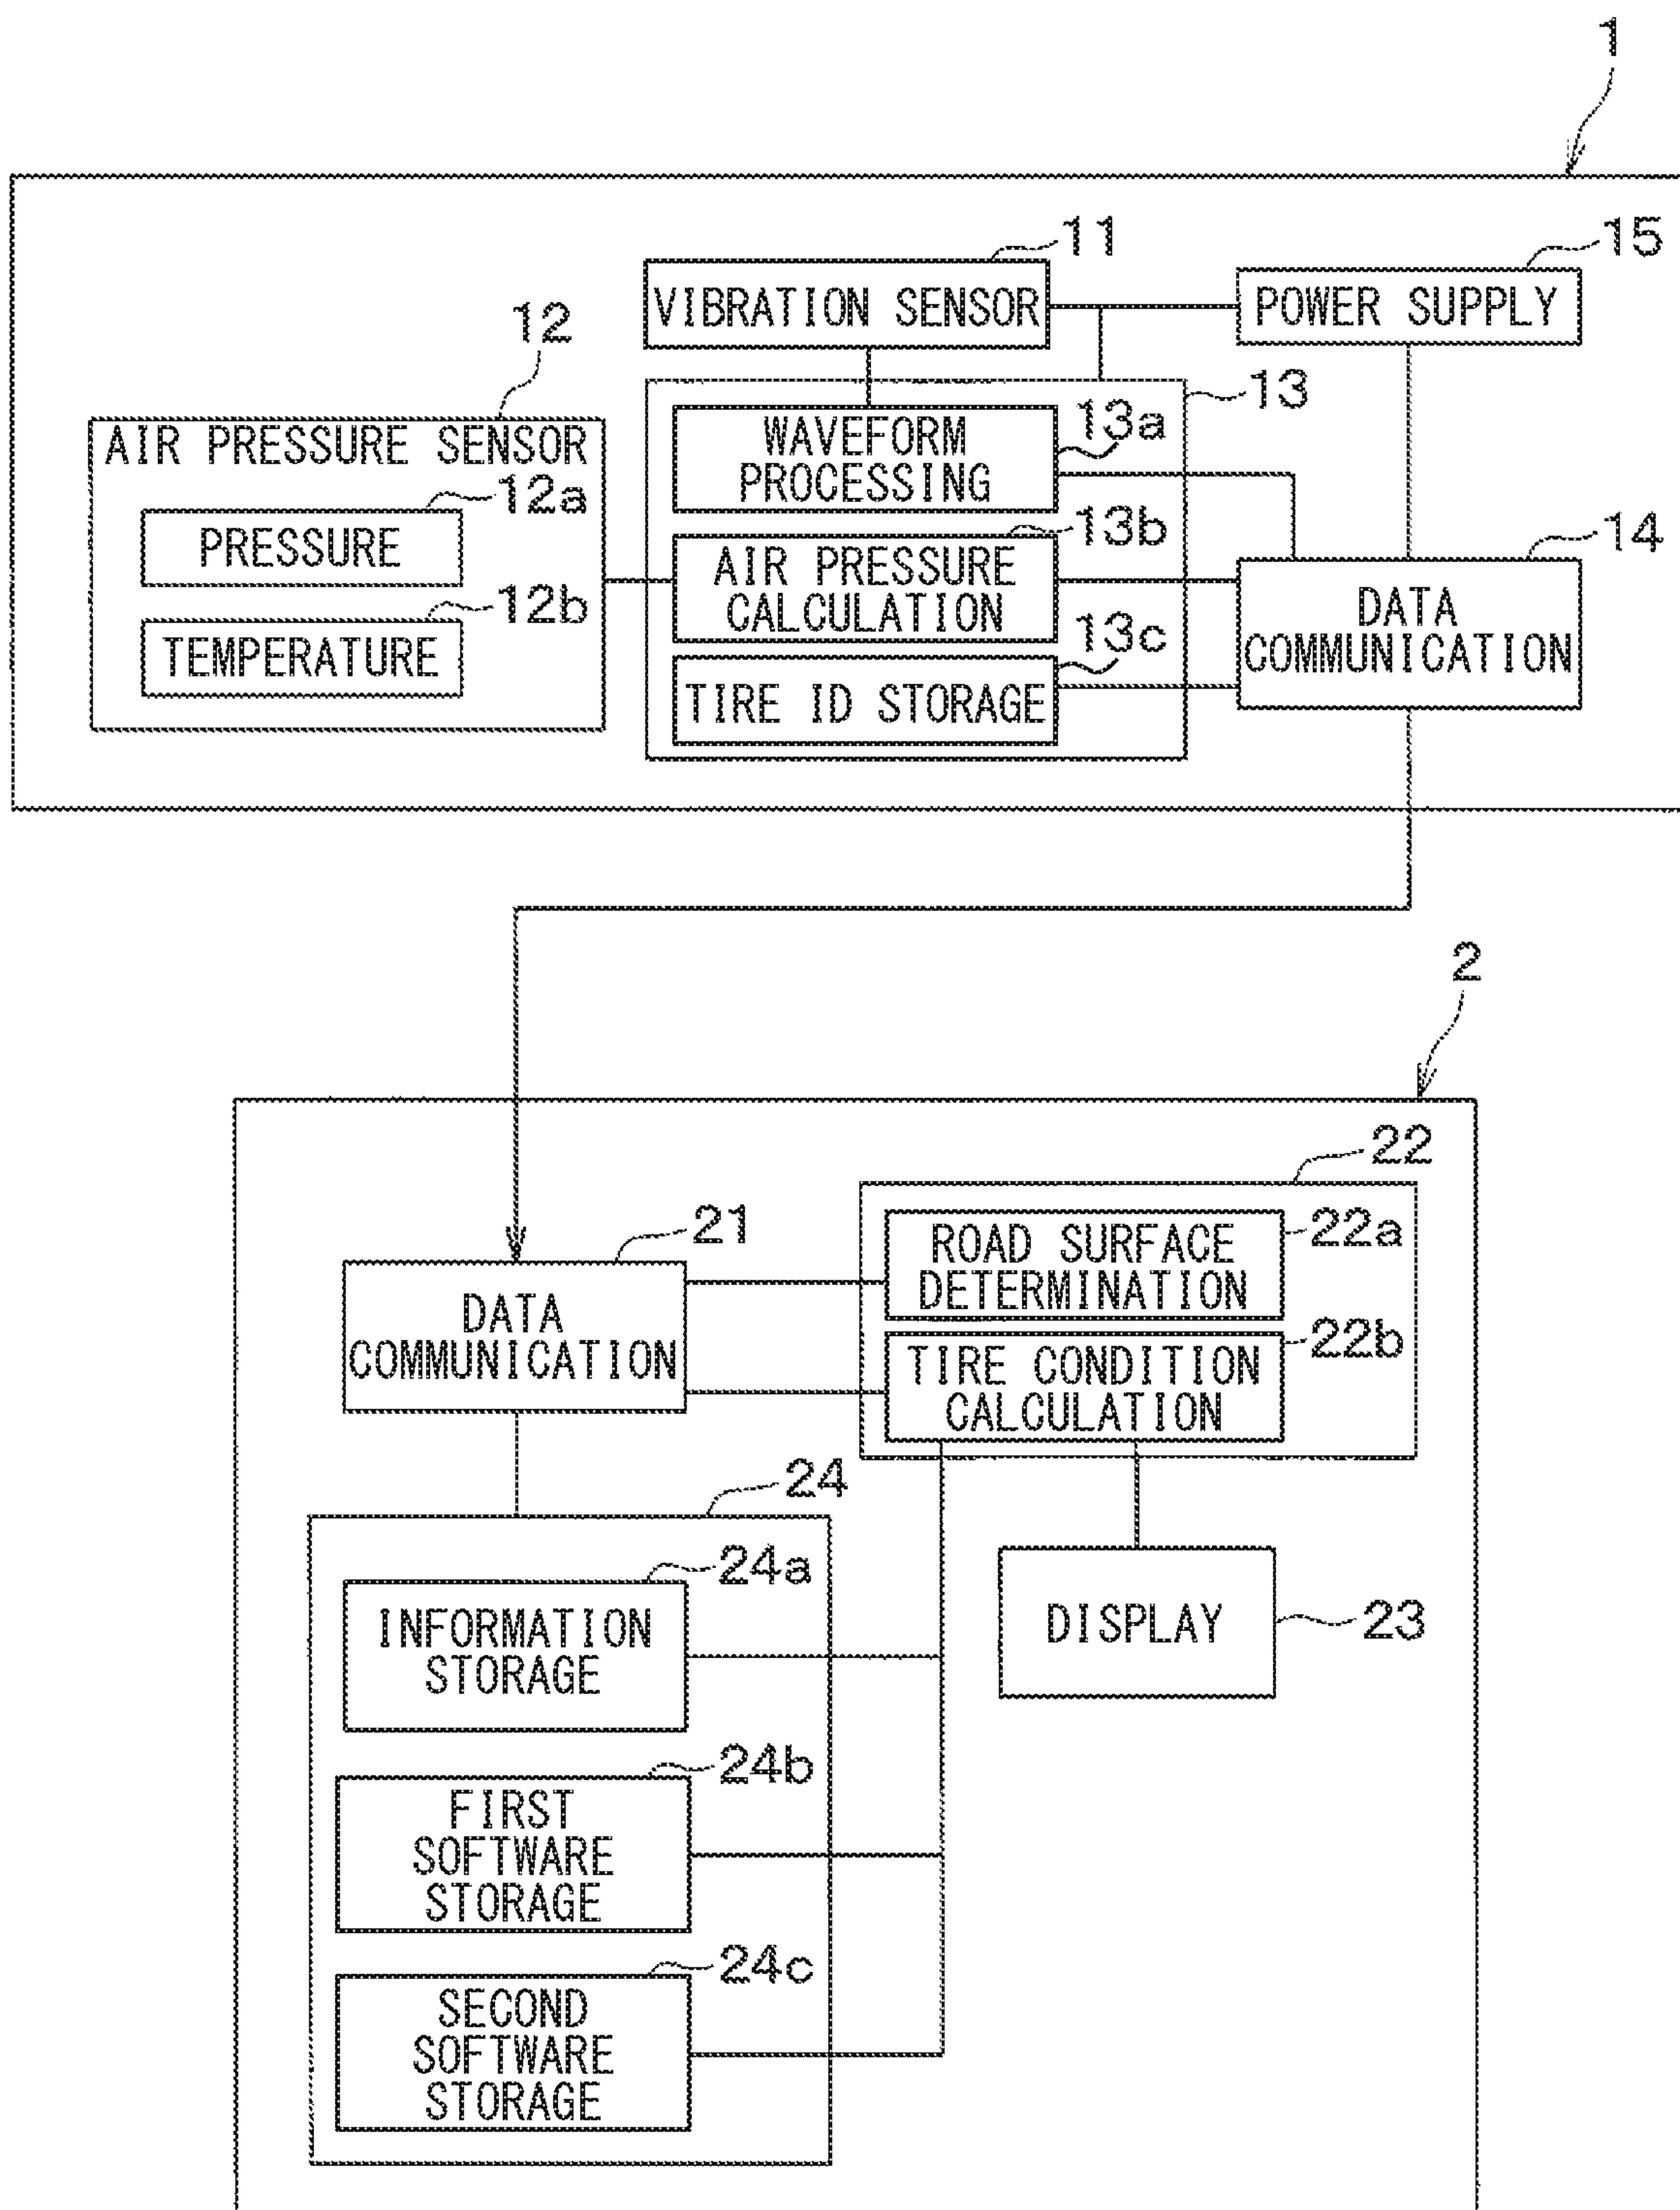 1
11
15
VIBRATION SENSOR
POWER SUPPLY
12
13
AIR PRESSURE SENSOR
WAVEFORM
PROCESSING
13a
12a
PRESSURE
13b
AIR PRESSURE
CALCULATION
14
DATA
COMMUNICATION
12b
TEMPERATURE
13c
TIRE ID STORAGE
2
22
21
ROAD SURFACE
DETERMINATION
22a
DATA
COMMUNICATION
TIRE CONDITION
CALCULATION
22b
24
24a
INFORMATION
STORAGE
DISPLAY
23
24b
FIRST
SOFTWARE
STORAGE
24c
SECOND
SOFTWARE
STORAGE